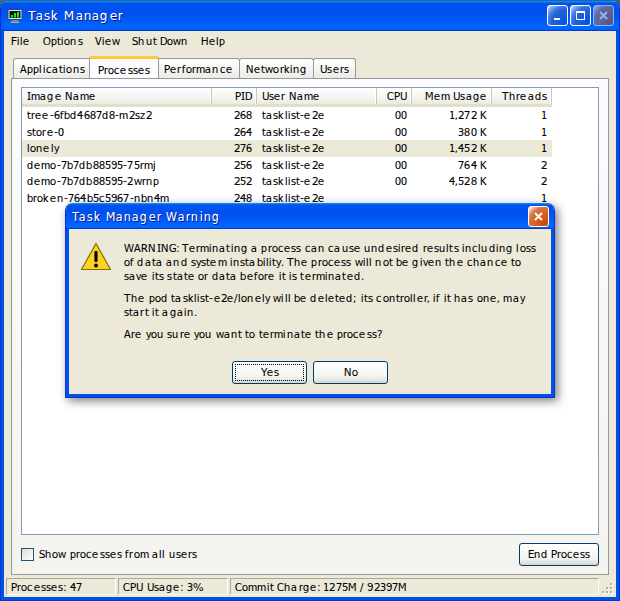 Task Manager
File Options View Shut Down Help
Applications Processes Performance Networking Users
Image Name PID User Name CPU Mem Usage Threads
tree-6fbd4687d8-m2sz2 268 tasklist-e2e 00 1,272 K 1
store-0 264 tasklist-e2e 00 380 K 1
lonely 276 tasklist-e2e 00 1,452 K 1
demo-7b7db88595-75rmj 256 tasklist-e2e 00 764 K 2
demo-7b7db88595-2wrnp 252 tasklist-e2e 00 4,528 K 2
broken-764b5c5967-nbn4m 248 tasklist-e2e 1
Task Manager Warning
WARNING: Terminating a process can cause undesired results including loss
of data and system instability. The process will not be given the chance to
save its state or data before it is terminated.
The pod tasklist-e2e/lonely will be deleted; its controller, if it has one, may
start it again.
Are you sure you want to terminate the process?
Yes No
Show processes from all users
End Process
Processes: 47 CPU Usage: 3% Commit Charge: 1275M / 92397M